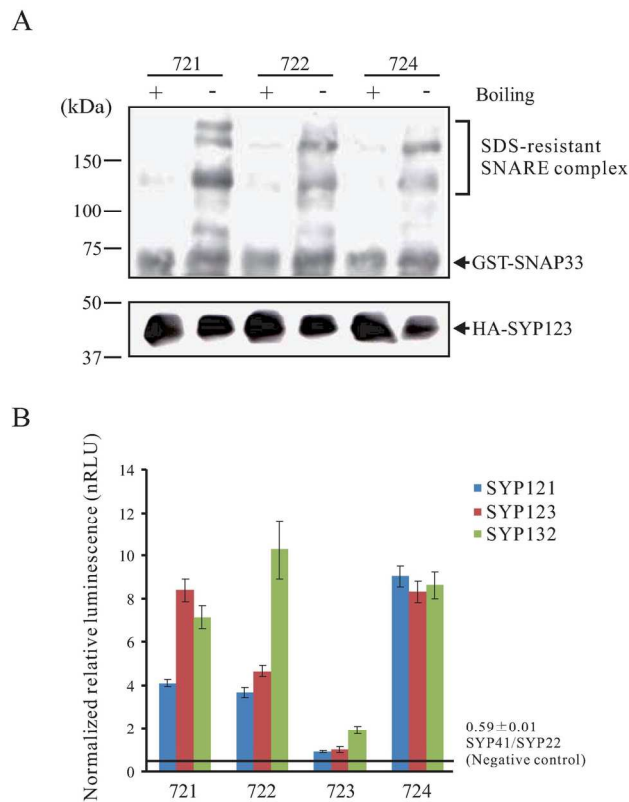 A
721 722 724
(kDa) + - + - + - Boiling
150
100
75
SDS-resistant
SNARE complex
GST-SNAP33
50
37
HA-SYP123
B
Normalized relative luminescence (nRLU)
14
12
10
8
6
4
2
0
SYP121
SYP123
SYP132
0.59±0.01
SYP41/SYP22
(Negative control)
721 722 723 724